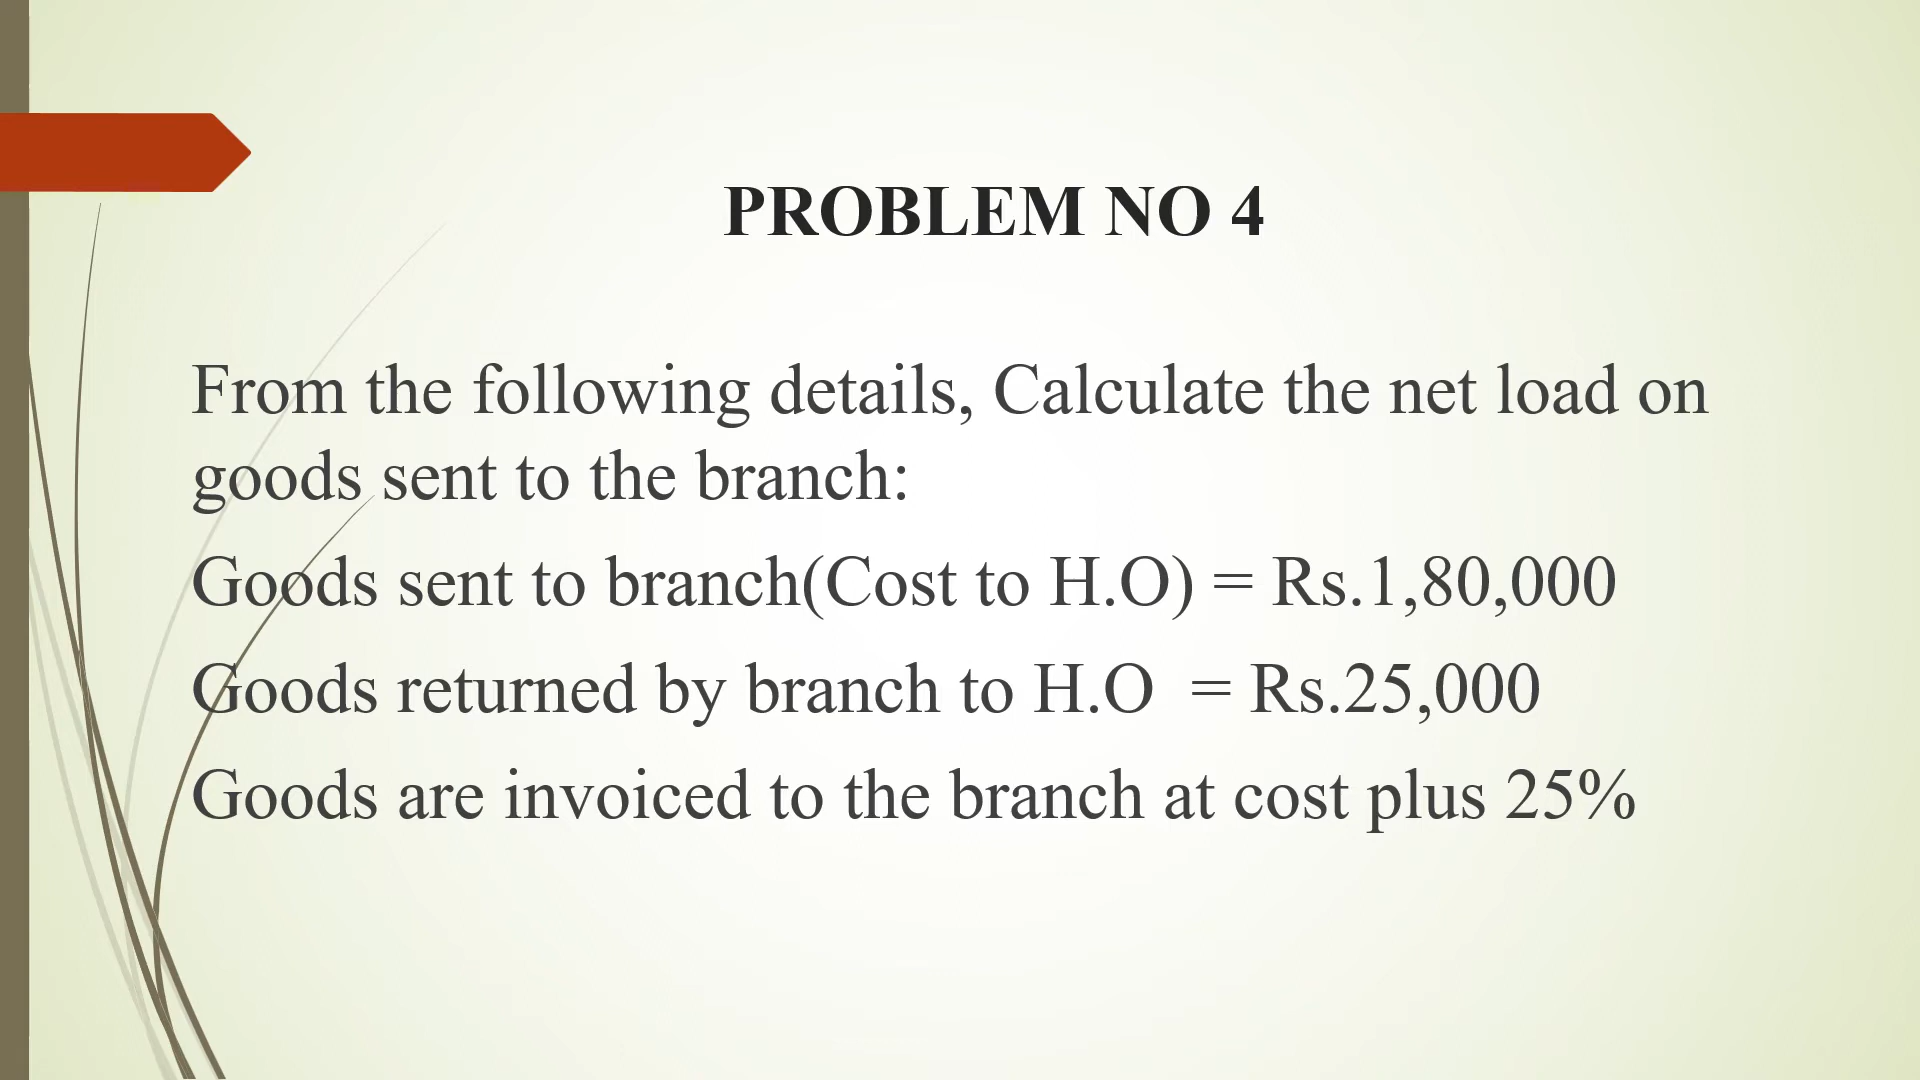 PROBLEM NO 4
From the following details, Calculate the net load on
goods sent to the branch:
Goods sent to branch(Cost to H.O) = Rs.1,80,000
Goods returned by branch to H.O  = Rs.25,000
Goods are invoiced to the branch at cost plus 25%